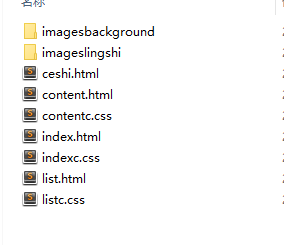 名称
imagesbackground
imageslingshi
ceshi.html
content.html
contentc.css
index.html
indexc.css
list.html
listc.css